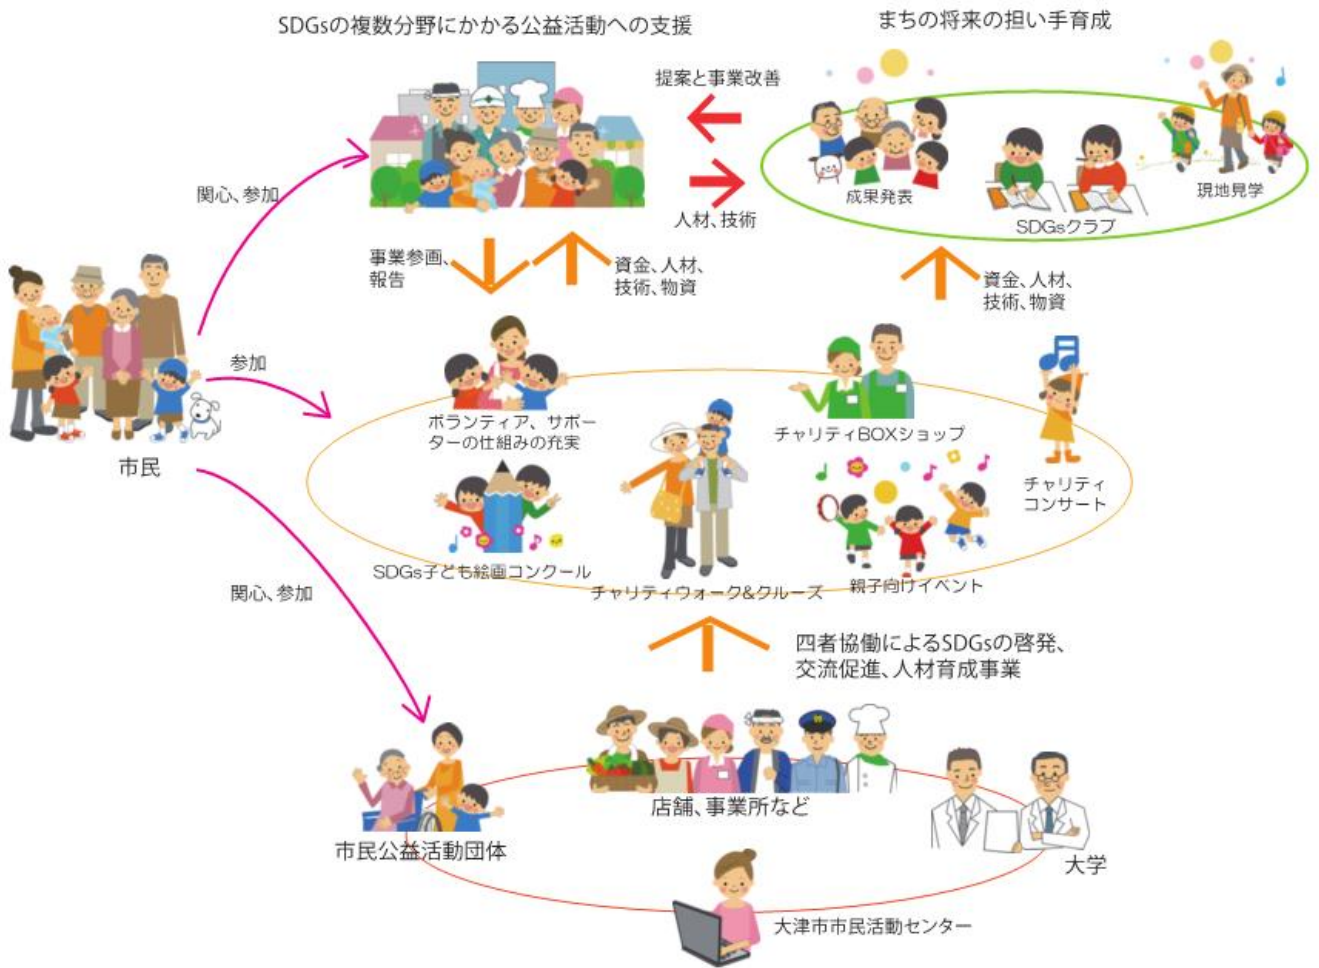 SDGsの複数分野にかかる公益活動への支援
まちの将来の担い手育成
提案と事業改善
人材、技術
成果発表
SDGsクラブ
現地見学
関心、参加
事業参画、
報告
資金、人材、
技術、物資
資金、人材、
技術、物資
市民
参加
ボランティア、サポー
ターの仕組みの充実
チャリティBOXショップ
チャリティ
コンサート
SDGs子ども絵画コンクール
チャリティウォーク&クルーズ
親子向けイベント
関心、参加
四者協働によるSDGsの啓発、
交流促進、人材育成事業
店舗、事業所など
市民公益活動団体
大学
大津市市民活動センター